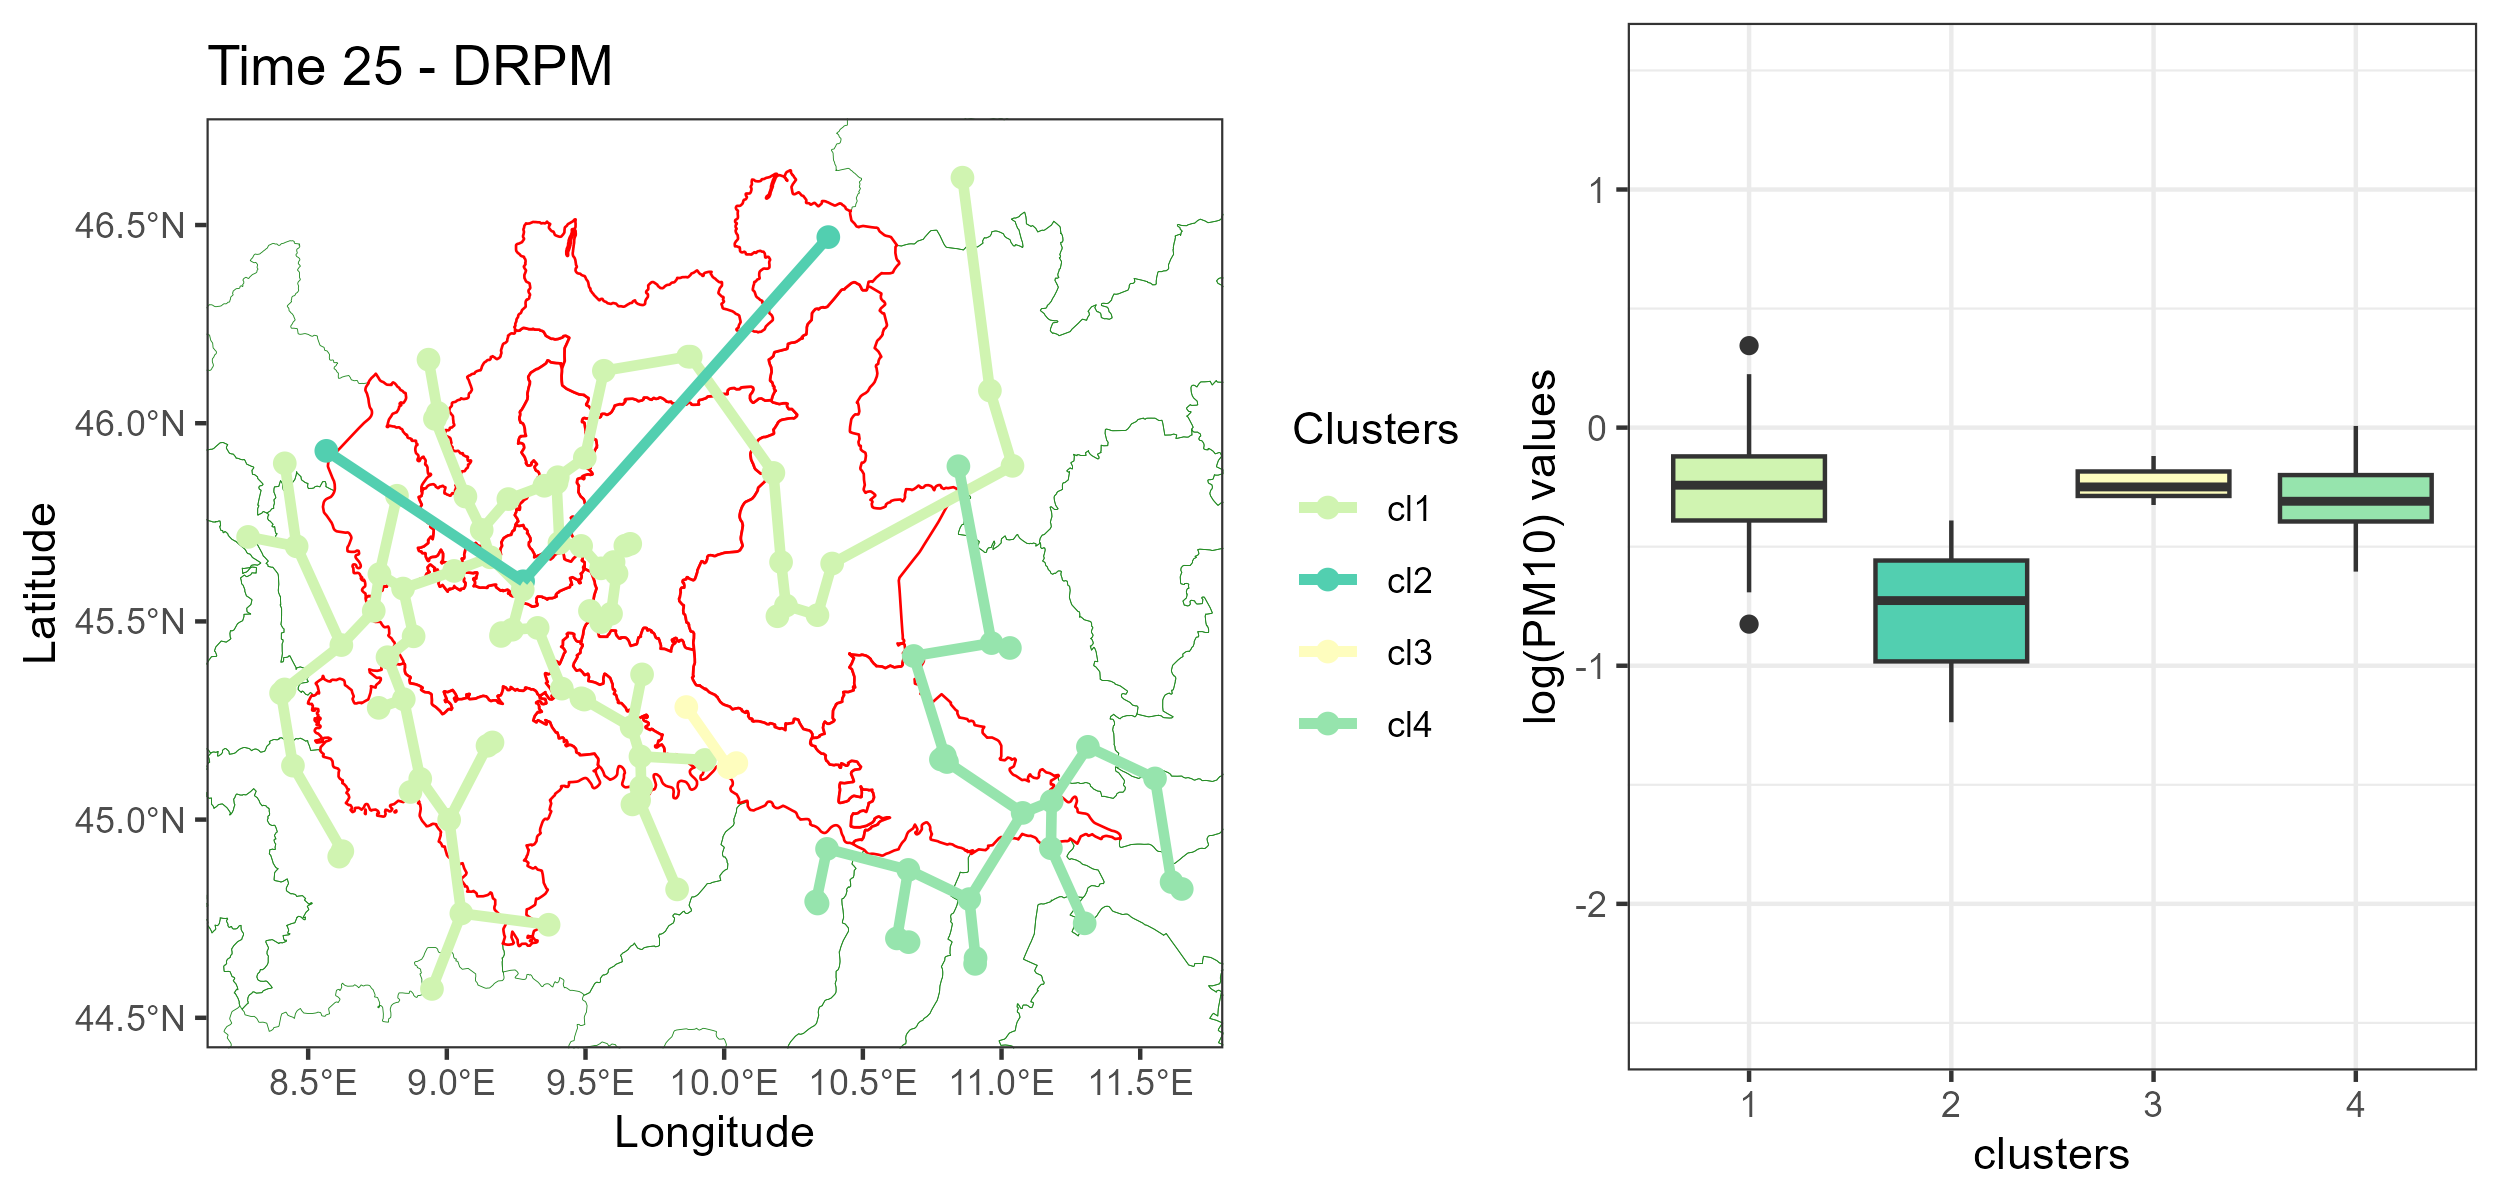 Time 25 - DRPM
Latitude
46.5°N
46.0°N
45.5°N
45.0°N
44.5°N
8.5°E 9.0°E 9.5°E 10.0°E 10.5°E 11.0°E 11.5°E
Longitude
Clusters
cl1
cl2
cl3
cl4
log(PM10) values
1
0
-1
-2
1 2 3 4
clusters